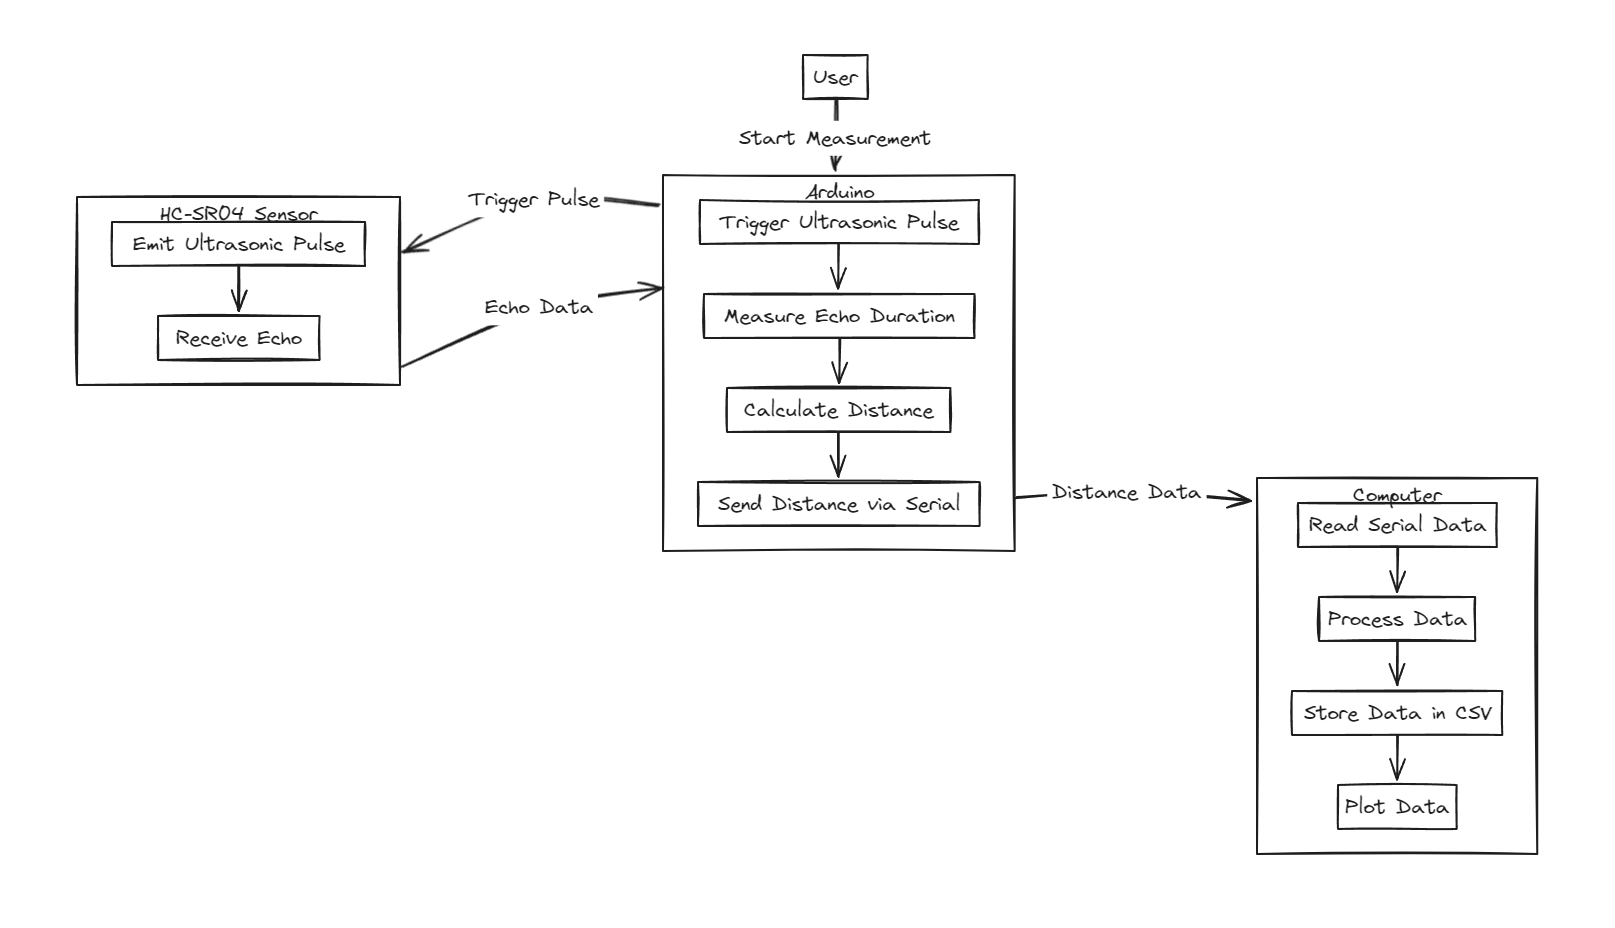 User
Start Measurement
HC-SR04 Sensor
Emit Ultrasonic Pulse
Receive Echo
Trigger Pulse
Echo Data
Arduino
Trigger Ultrasonic Pulse
Measure Echo Duration
Calculate Distance
Send Distance via Serial
Distance Data
Computer
Read Serial Data
Process Data
Store Data in CSV
Plot Data